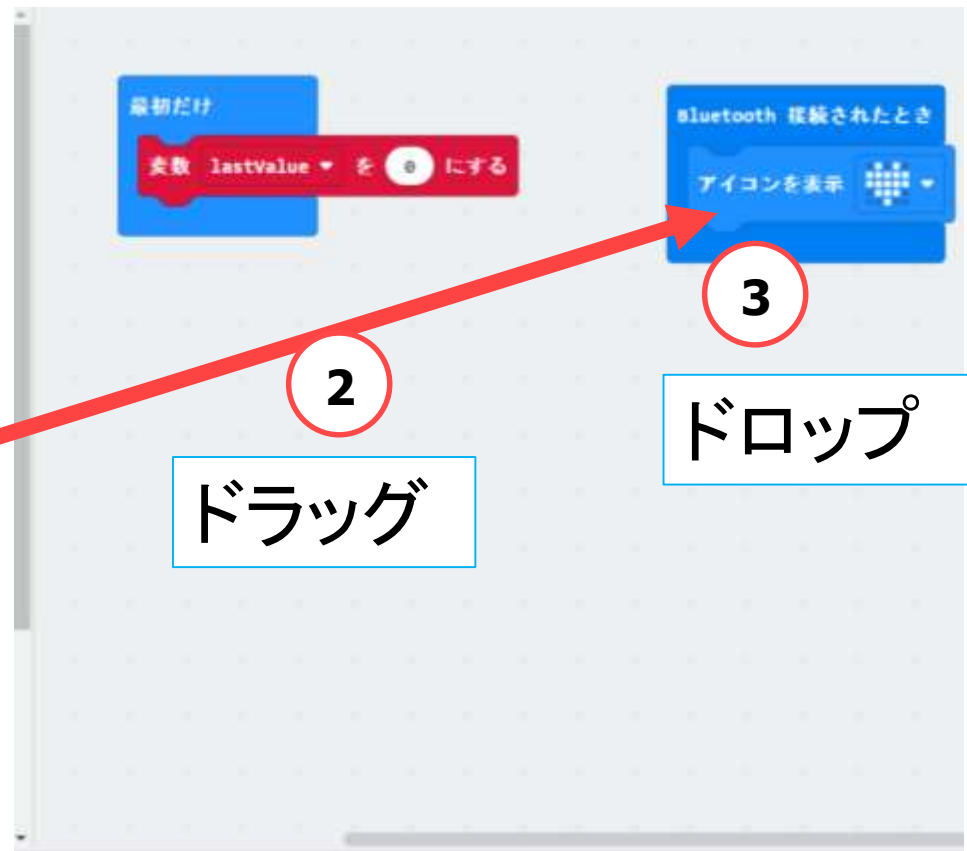 最初だけ
変数 lastValue を 0 にする
Bluetooth 接続されたとき
アイコンを表示
2
ドラッグ
3
ドロップ